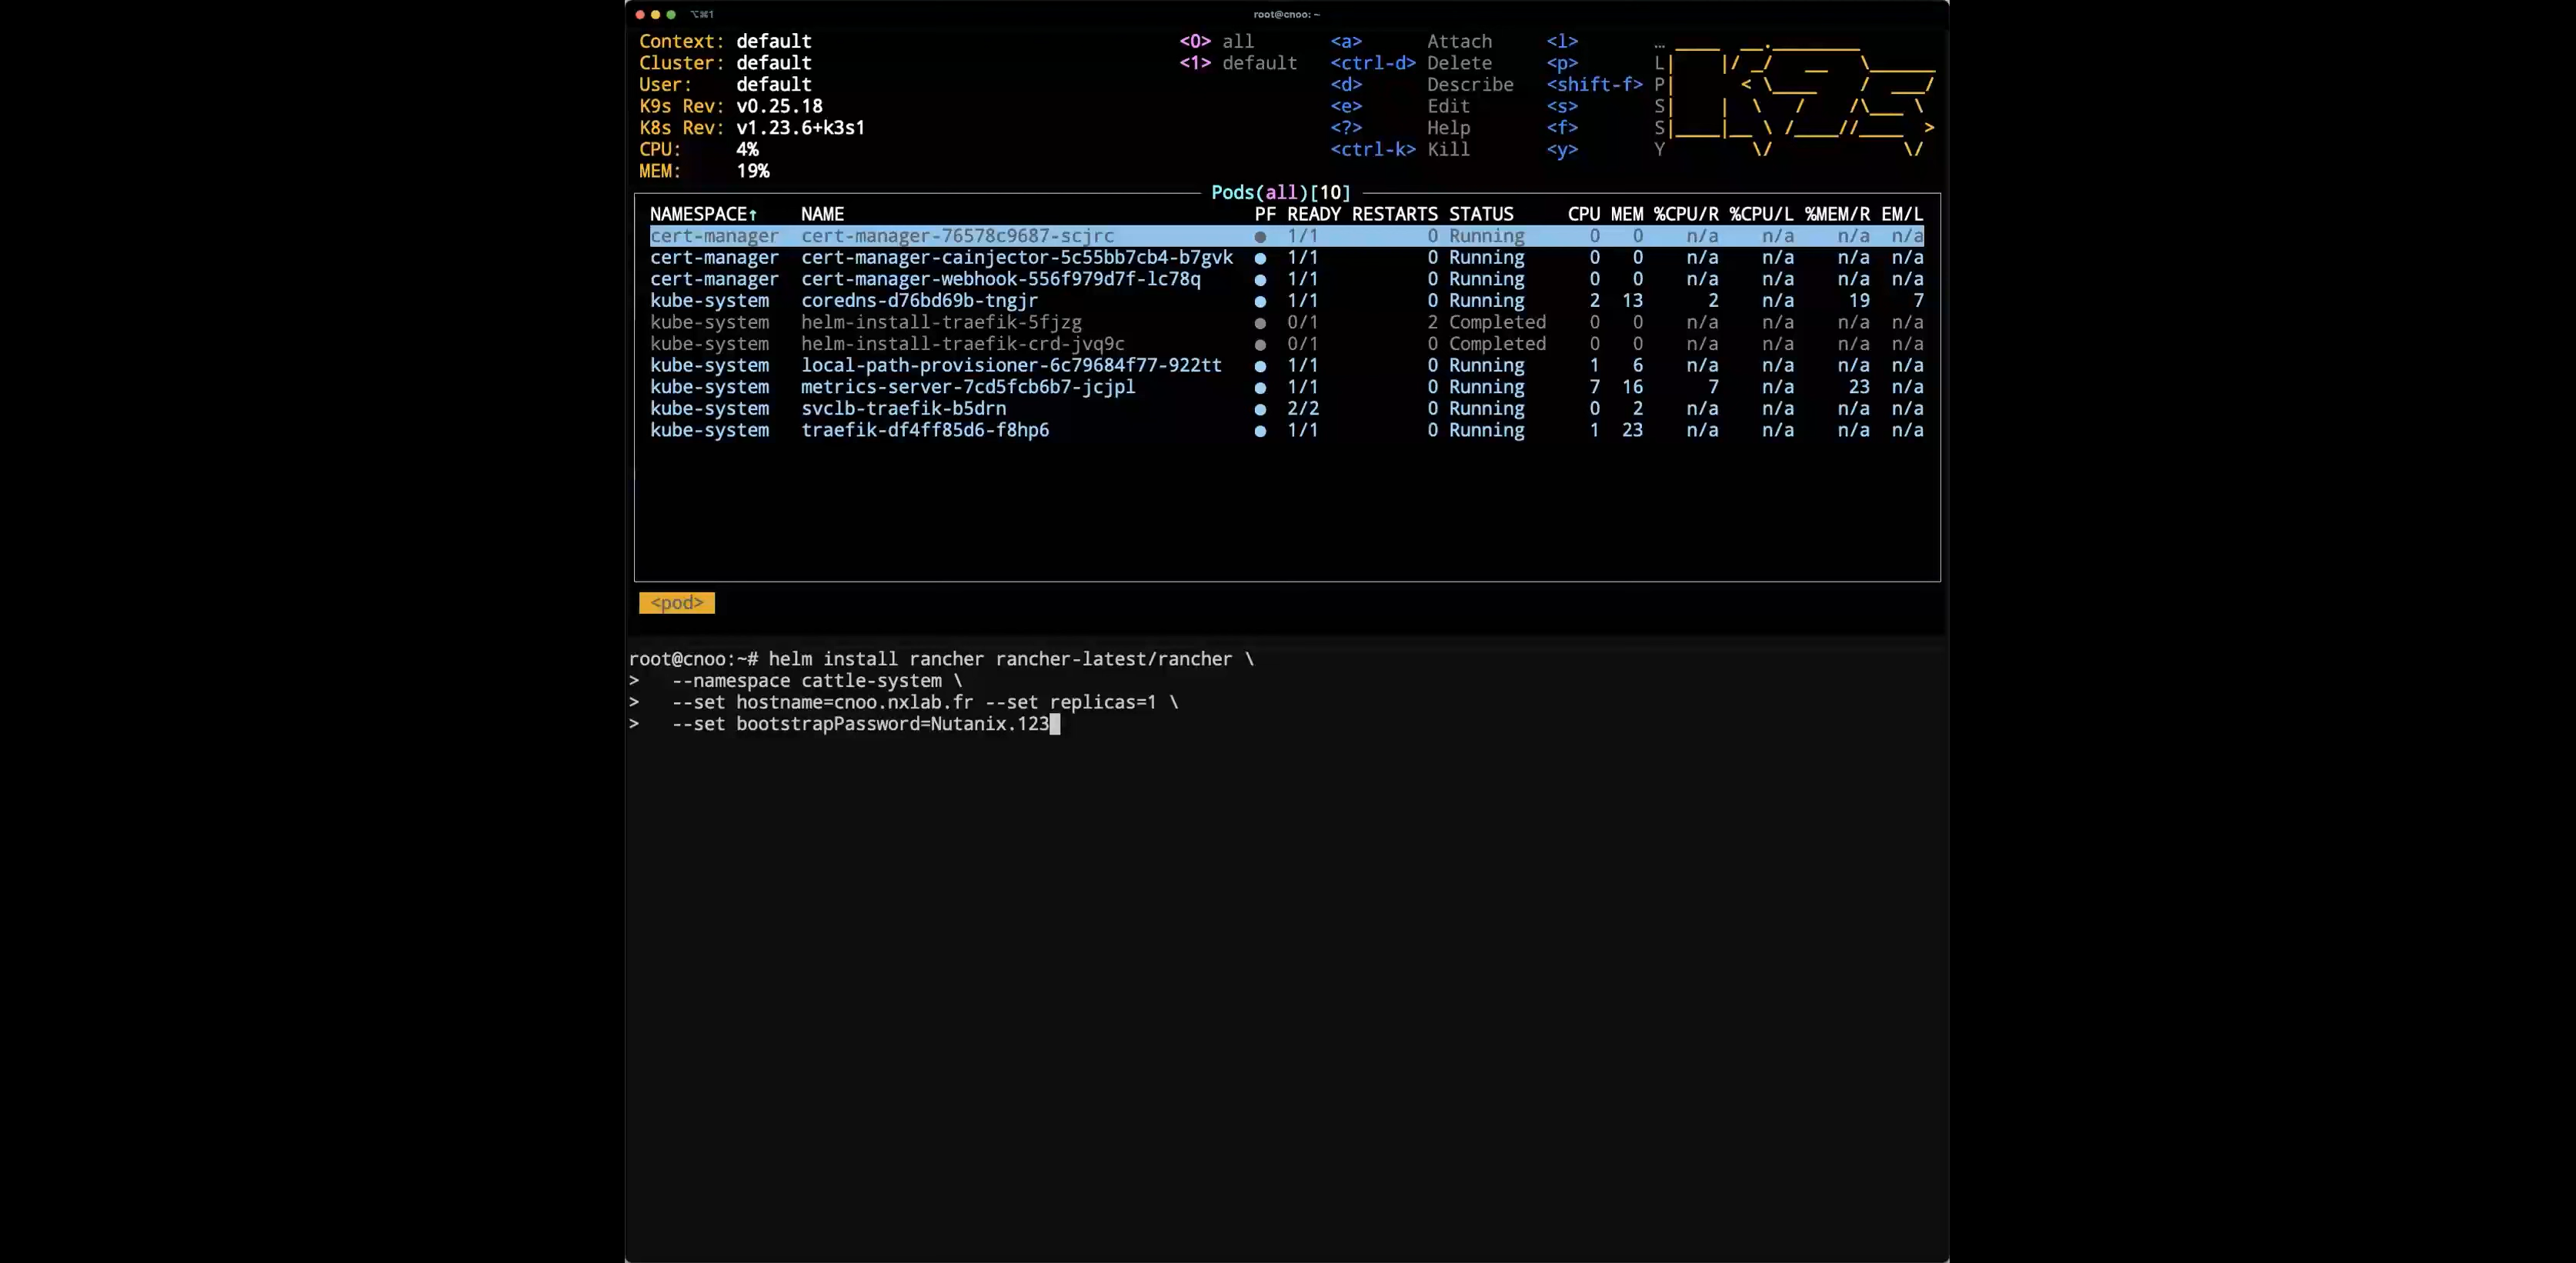 ⌥⌘1 root@cnoo: ~
Context: default <0> all <a> Attach <l> …
Cluster: default <1> default <ctrl-d> Delete <p> L
User: default <d> Describe <shift-f> P
K9s Rev: v0.25.18 <e> Edit <s> S
K8s Rev: v1.23.6+k3s1 <?> Help <f> S
CPU: 4% <ctrl-k> Kill <y> Y
MEM: 19%
Pods(all)[10]
NAMESPACE↑ NAME PF READY RESTARTS STATUS CPU MEM %CPU/R %CPU/L %MEM/R EM/L
cert-manager cert-manager-76578c9687-scjrc ● 1/1 0 Running 0 0 n/a n/a n/a n/a
cert-manager cert-manager-cainjector-5c55bb7cb4-b7gvk ● 1/1 0 Running 0 0 n/a n/a n/a n/a
cert-manager cert-manager-webhook-556f979d7f-lc78q ● 1/1 0 Running 0 0 n/a n/a n/a n/a
kube-system coredns-d76bd69b-tngjr ● 1/1 0 Running 2 13 2 n/a 19 7
kube-system helm-install-traefik-5fjzg ● 0/1 2 Completed 0 0 n/a n/a n/a n/a
kube-system helm-install-traefik-crd-jvq9c ● 0/1 0 Completed 0 0 n/a n/a n/a n/a
kube-system local-path-provisioner-6c79684f77-922tt ● 1/1 0 Running 1 6 n/a n/a n/a n/a
kube-system metrics-server-7cd5fcb6b7-jcjpl ● 1/1 0 Running 7 16 7 n/a 23 n/a
kube-system svclb-traefik-b5drn ● 2/2 0 Running 0 2 n/a n/a n/a n/a
kube-system traefik-df4ff85d6-f8hp6 ● 1/1 0 Running 1 23 n/a n/a n/a n/a
<pod>
root@cnoo:~# helm install rancher rancher-latest/rancher \
> --namespace cattle-system \
> --set hostname=cnoo.nxlab.fr --set replicas=1 \
> --set bootstrapPassword=Nutanix.123